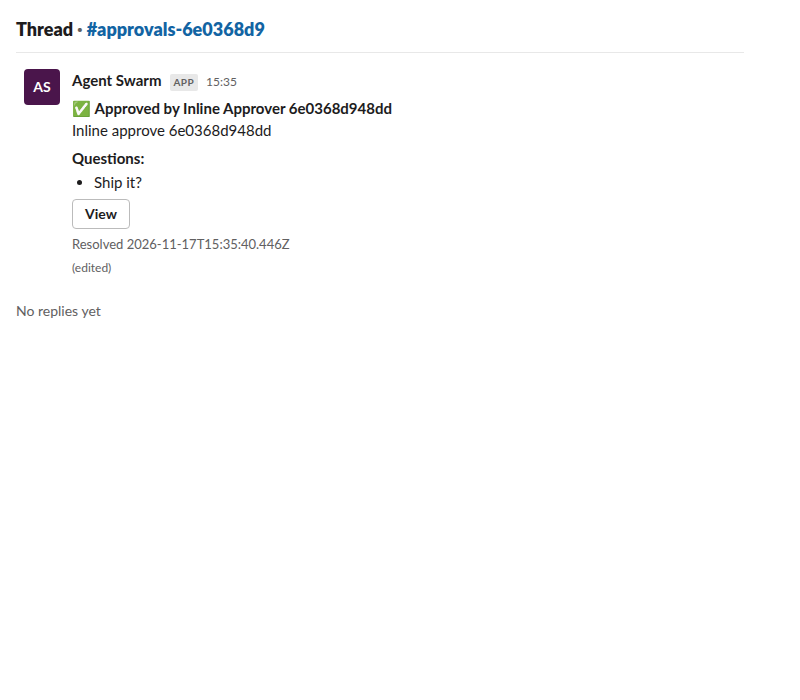 Thread • #approvals-6e0368d9
AS
Agent Swarm APP 15:35
✅ Approved by Inline Approver 6e0368d948dd
Inline approve 6e0368d948dd
Questions:
• Ship it?
View
Resolved 2026-11-17T15:35:40.446Z
(edited)
No replies yet